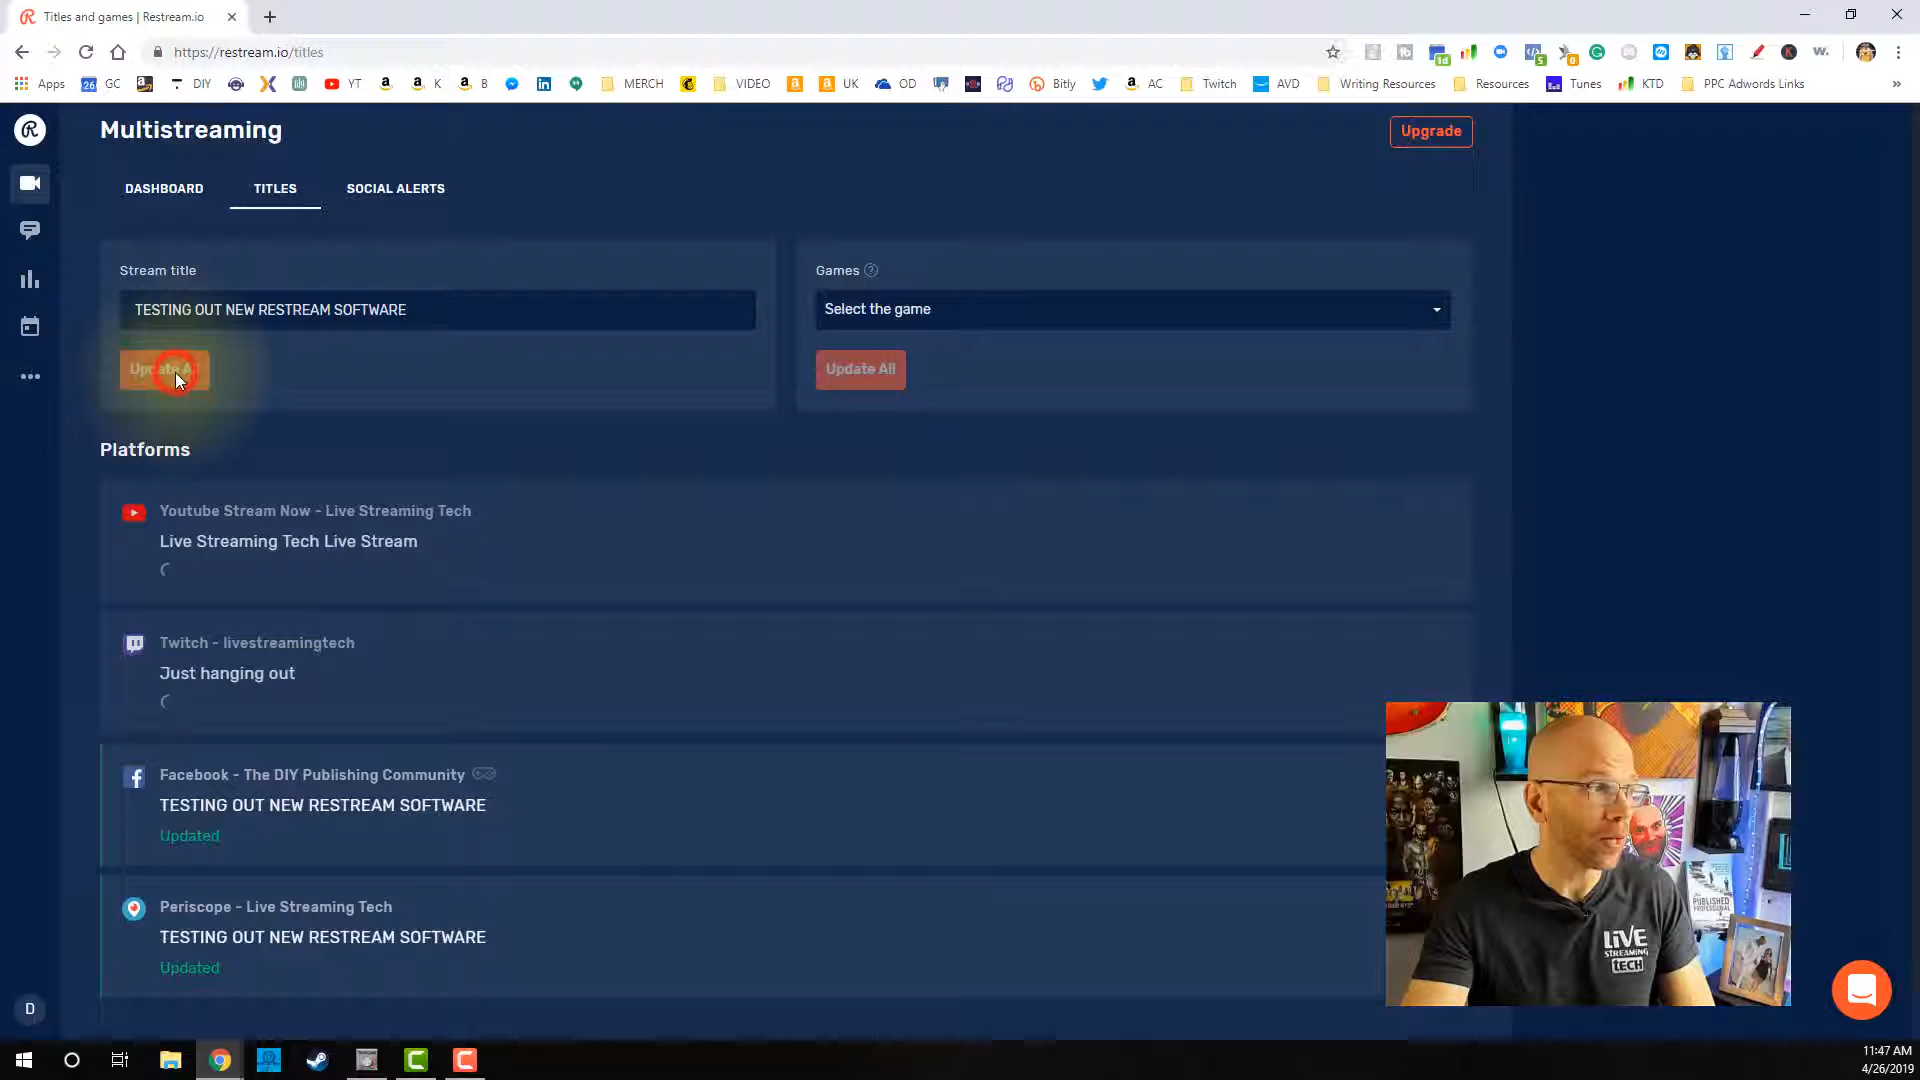 Titles and games | Restream.io
https://restream.io/titles
Apps GC DIY YT K B MERCH VIDEO UK OD Bitly AC Twitch AVD Writing Resources Resources Tunes KTD PPC Adwords Links
Multistreaming
Upgrade
DASHBOARD TITLES SOCIAL ALERTS
Stream title
TESTING OUT NEW RESTREAM SOFTWARE
Update All
Games
Select the game
Update All
Platforms
Youtube Stream Now - Live Streaming Tech
Live Streaming Tech Live Stream
Twitch - livestreamingtech
Just hanging out
Facebook - The DIY Publishing Community
TESTING OUT NEW RESTREAM SOFTWARE
Updated
Periscope - Live Streaming Tech
TESTING OUT NEW RESTREAM SOFTWARE
Updated
LIVE
STREAMING
TECH
PUBLISHED
D
11:47 AM
4/26/2019